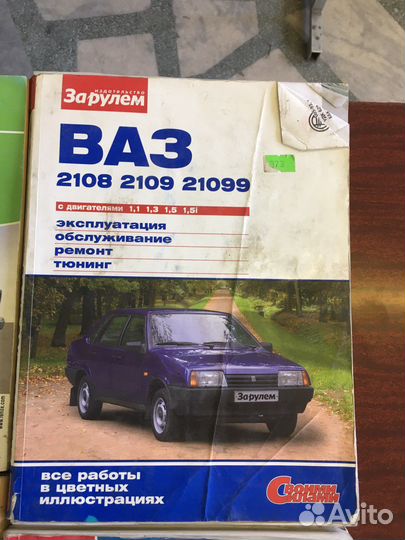 издательство
За рулем
ВАЗ
2108 2109 21099
с двигателями 1,1 1,3 1,5 1,5i
эксплуатация
обслуживание
ремонт
тюнинг
За рулем
все работы
в цветных
иллюстрациях
Своими силами
Avito